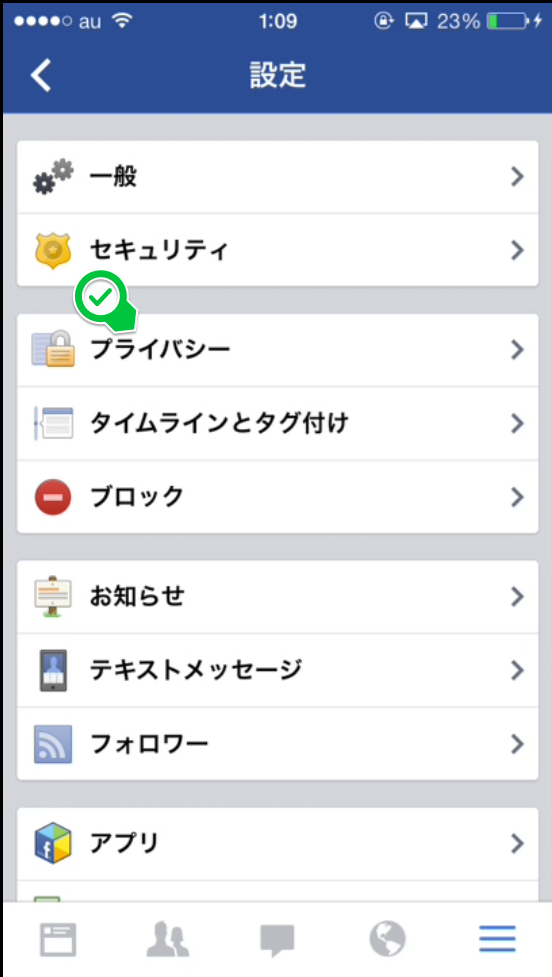 au 1:09 23%
設定
一般
セキュリティ
プライバシー
タイムラインとタグ付け
ブロック
お知らせ
テキストメッセージ
フォロワー
アプリ